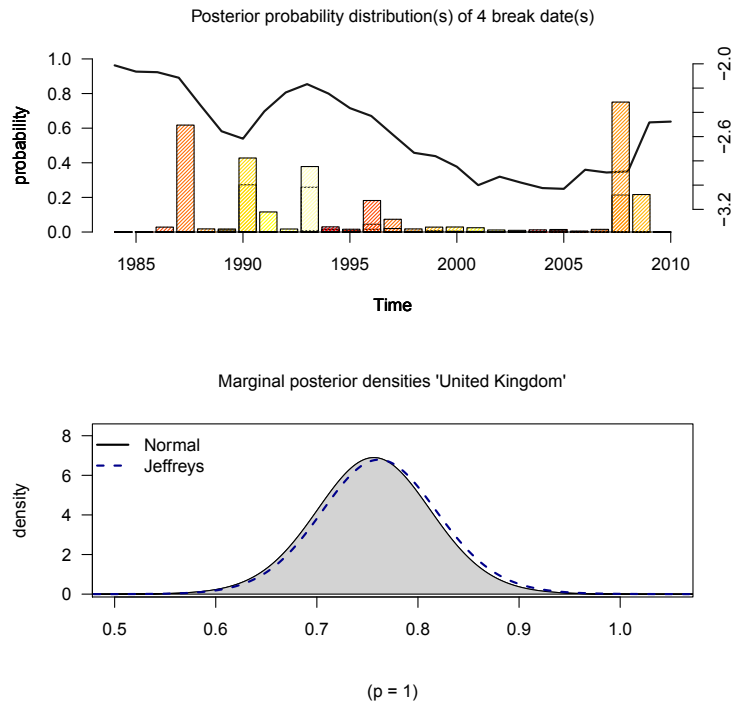 Posterior probability distribution(s) of 4 break date(s)
probability
1.0
0.8
0.6
0.4
0.2
0.0
−2.0
−2.6
−3.2
1985 1990 1995 2000 2005 2010
Time
Marginal posterior densities 'United Kingdom'
density
8
6
4
2
0
Normal
Jeffreys
0.5 0.6 0.7 0.8 0.9 1.0
(p = 1)